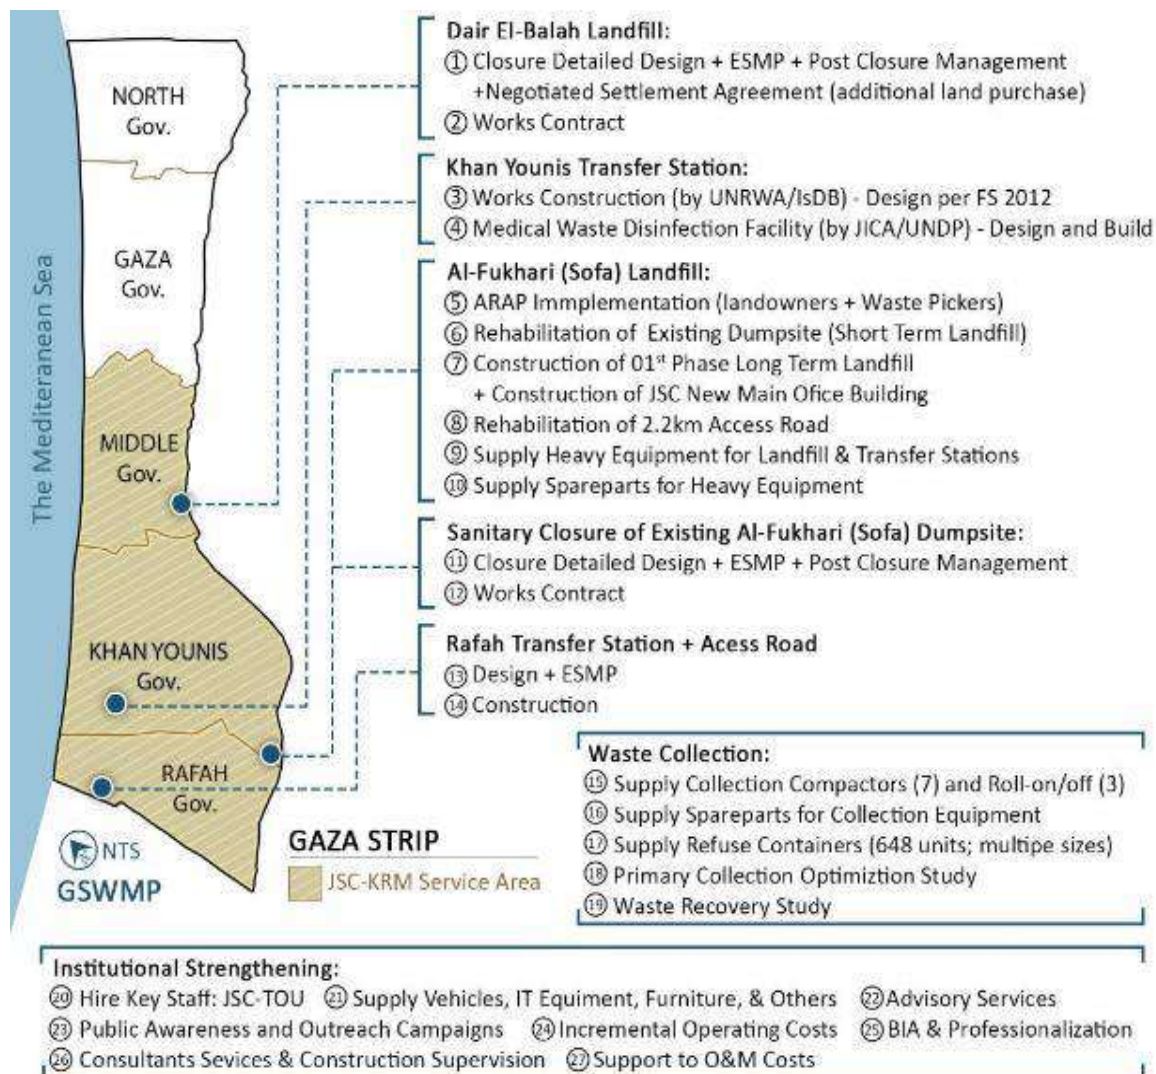 The Mediteranean Sea
NORTH
Gov.
GAZA
Gov.
MIDDLE
Gov.
KHAN YOUNIS
Gov.
RAFAH
Gov.
NTS
GSWMP
GAZA STRIP
JSC-KRM Service Area
Dair El-Balah Landfill:
① Closure Detailed Design + ESMP + Post Closure Management
+Negotiated Settlement Agreement (additional land purchase)
② Works Contract
Khan Younis Transfer Station:
③ Works Construction (by UNRWA/IsDB) - Design per FS 2012
④ Medical Waste Disinfection Facility (by JICA/UNDP) - Design and Build
Al-Fukhari (Sofa) Landfill:
⑤ ARAP Immplementation (landowners + Waste Pickers)
⑥ Rehabilitation of Existing Dumpsite (Short Term Landfill)
⑦ Construction of 01st Phase Long Term Landfill
+ Construction of JSC New Main Ofice Building
⑧ Rehabilitation of 2.2km Access Road
⑨ Supply Heavy Equipment for Landfill & Transfer Stations
⑩ Supply Spareparts for Heavy Equipment
Sanitary Closure of Existing Al-Fukhari (Sofa) Dumpsite:
⑪ Closure Detailed Design + ESMP + Post Closure Management
⑫ Works Contract
Rafah Transfer Station + Acess Road
⑬ Design + ESMP
⑭ Construction
Waste Collection:
⑮ Supply Collection Compactors (7) and Roll-on/off (3)
⑯ Supply Spareparts for Collection Equipment
⑰ Supply Refuse Containers (648 units; multipe sizes)
⑱ Primary Collection Optimiztion Study
⑲ Waste Recovery Study
Institutional Strengthening:
⑳ Hire Key Staff: JSC-TOU ㉑ Supply Vehicles, IT Equiment, Furniture, & Others ㉒ Advisory Services
㉓ Public Awareness and Outreach Campaigns ㉔ Incremental Operating Costs ㉕ BIA & Professionalization
㉖ Consultants Sevices & Construction Supervision ㉗ Support to O&M Costs